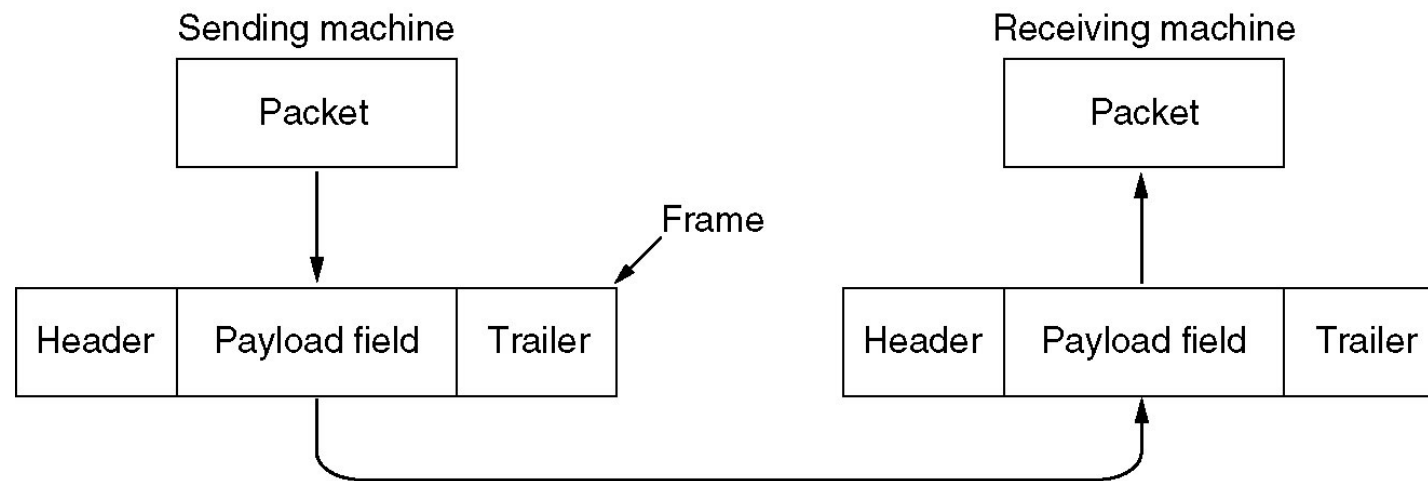 Sending machine
Receiving machine
Packet
Packet
Frame
Header
Payload field
Trailer
Header
Payload field
Trailer